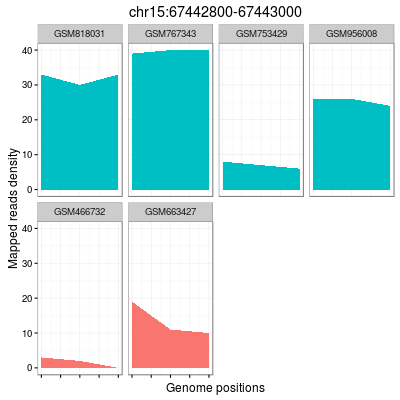 chr15:67442800-67443000
GSM818031 GSM767343 GSM753429 GSM956008
40
30
20
10
0
GSM466732 GSM663427
40
30
20
10
0
Mapped reads density
Genome positions